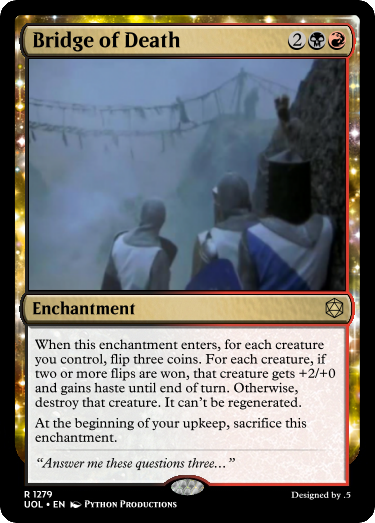 Bridge of Death 2
Enchantment
When this enchantment enters, for each creature
you control, flip three coins. For each creature, if
two or more flips are won, that creature gets +2/+0
and gains haste until end of turn. Otherwise,
destroy that creature. It can’t be regenerated.
At the beginning of your upkeep, sacrifice this
enchantment.
“Answer me these questions three…”
R 1279
UOL • EN Python Productions Designed by .5